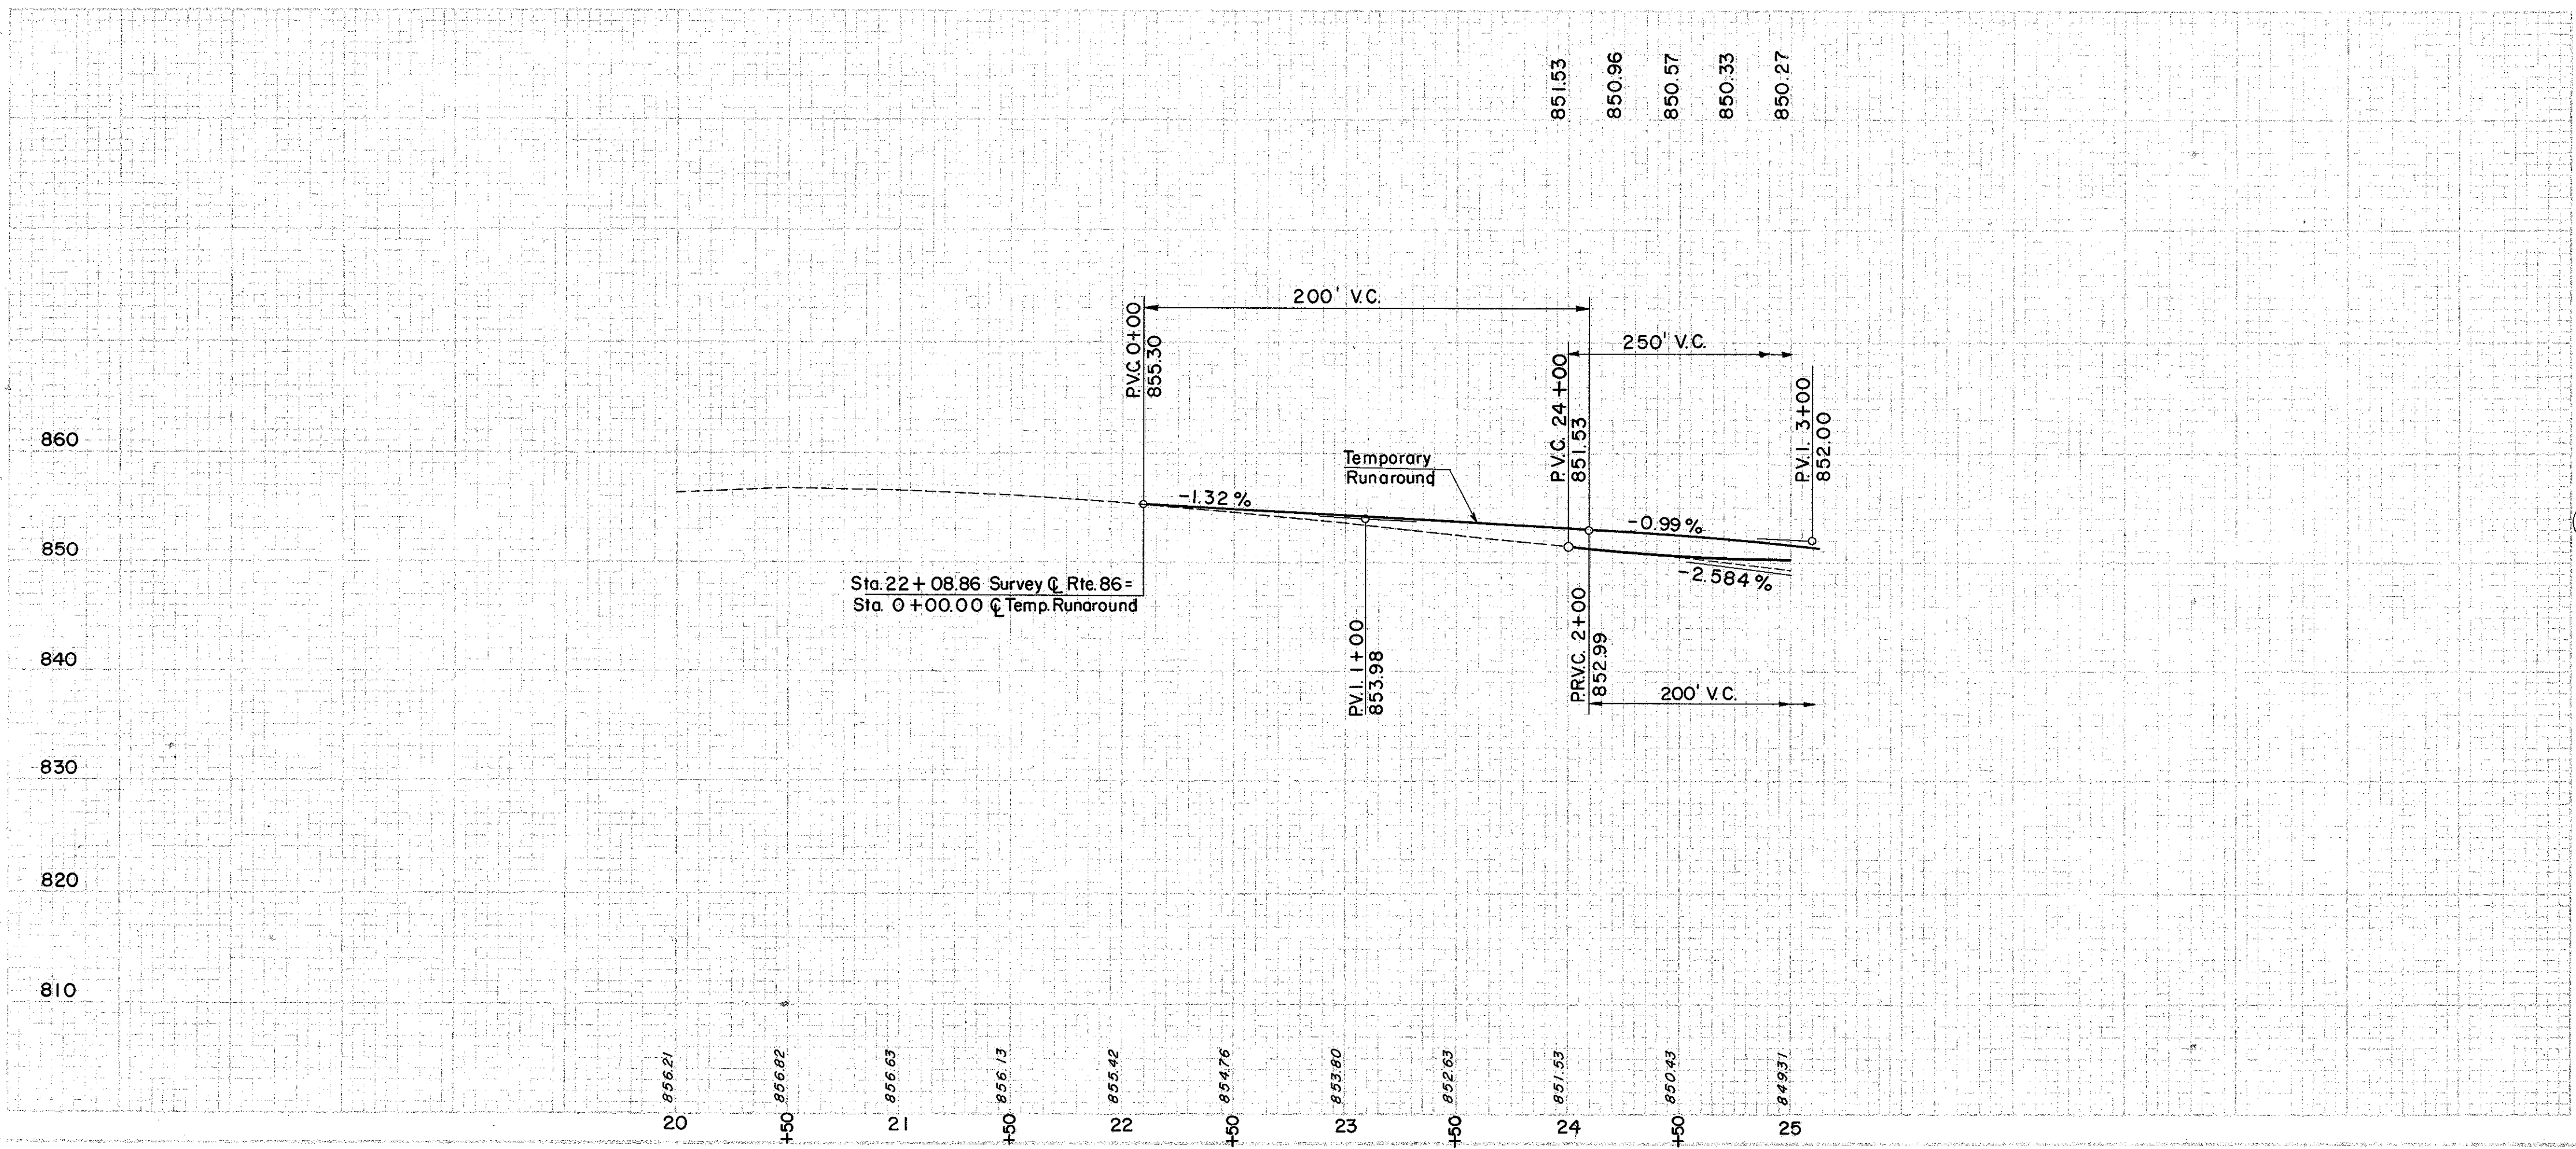 851.53 850.96 850.57 850.33 850.27
200' V.C.
P.V.C. 0+00
855.30
250' V.C.
P.V.C. 24+00
851.53
P.V.I. 3+00
852.00
860
Temporary
Runaround
-1.32%
-0.99%
850
-2.584%
Sta. 22+08.86 Survey ℄ Rte. 86 =
Sta. 0+00.00 ℄ Temp. Runaround
P.V.I. 1+00
853.98
P.R.V.C. 2+00
852.99
840
200' V.C.
830
820
810
856.21 856.82 856.63 856.13 855.42 854.76 853.80 852.63 851.53 850.43 849.31
20 +50 21 +50 22 +50 23 +50 24 +50 25